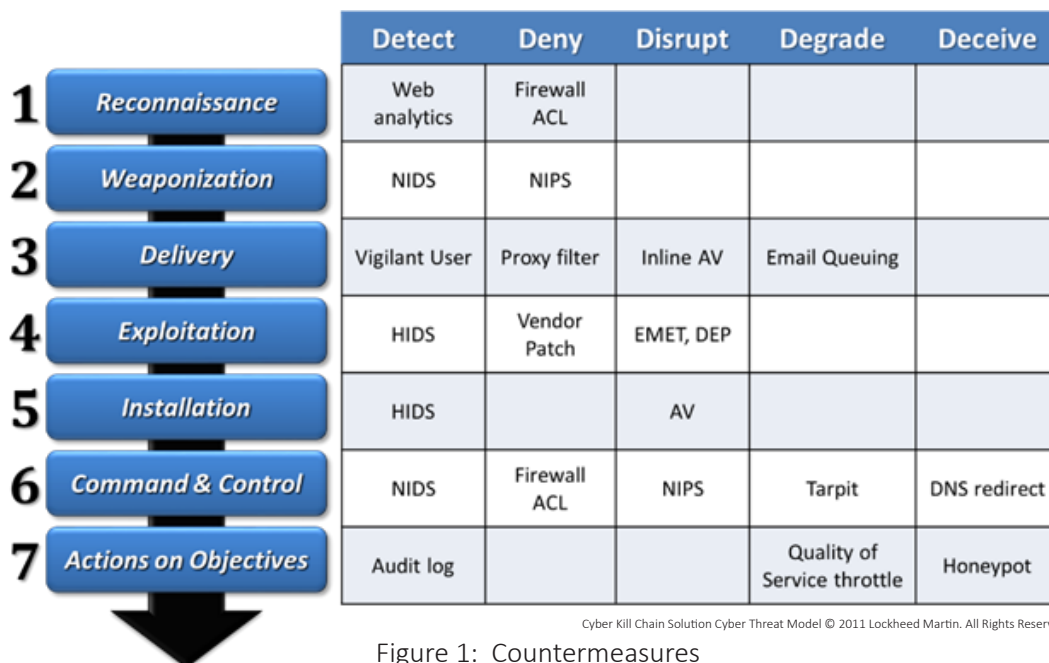 Detect Deny Disrupt Degrade Deceive
1 Reconnaissance Web analytics Firewall ACL
2 Weaponization NIDS NIPS
3 Delivery Vigilant User Proxy filter Inline AV Email Queuing
4 Exploitation HIDS Vendor Patch EMET, DEP
5 Installation HIDS AV
6 Command & Control NIDS Firewall ACL NIPS Tarpit DNS redirect
7 Actions on Objectives Audit log Quality of Service throttle Honeypot
Cyber Kill Chain Solution Cyber Threat Model © 2011 Lockheed Martin. All Rights Reserv
Figure 1: Countermeasures